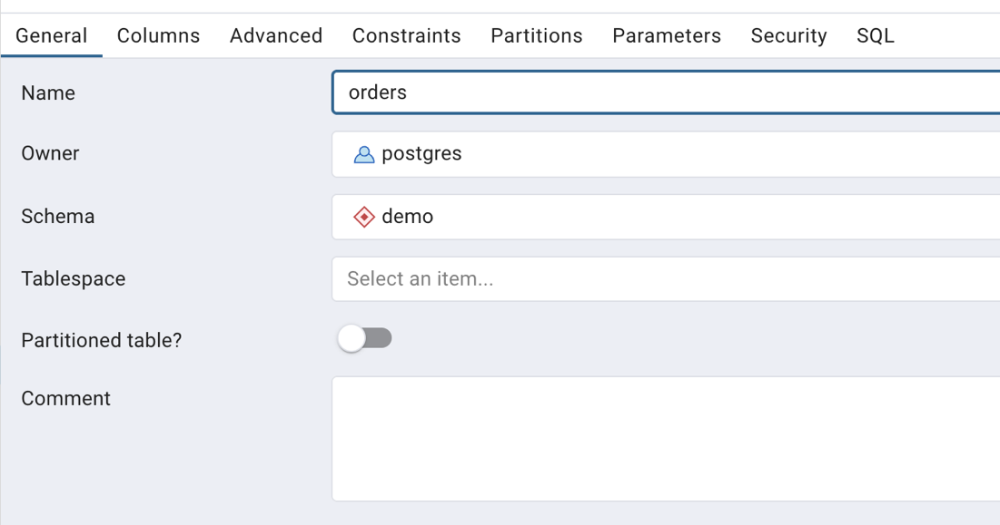 General Columns Advanced Constraints Partitions Parameters Security SQL
Name orders
Owner postgres
Schema demo
Tablespace Select an item...
Partitioned table?
Comment